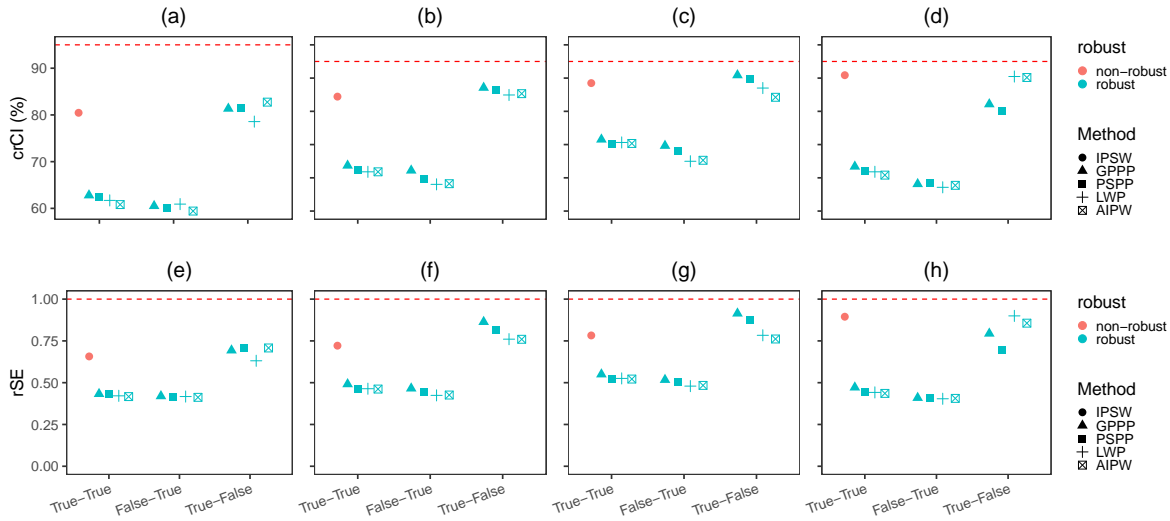 (a) (b) (c) (d)
crCI (%)
90
80
70
60
robust
non−robust
robust
Method
IPSW
GPPP
PSPP
LWP
AIPW
(e) (f) (g) (h)
rSE
1.00
0.75
0.50
0.25
0.00
True−True False−True True−False True−True False−True True−False True−True False−True True−False True−True False−True True−False
robust
non−robust
robust
Method
IPSW
GPPP
PSPP
LWP
AIPW